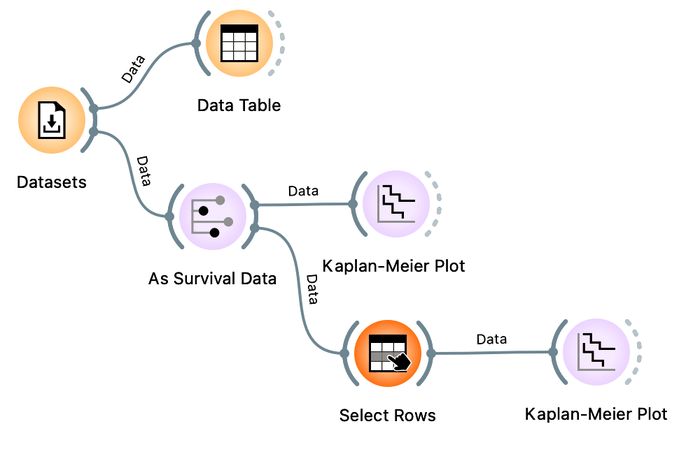 Data
Data Table
Datasets
Data
Data
As Survival Data
Kaplan-Meier Plot
Data
Data
Select Rows
Kaplan-Meier Plot